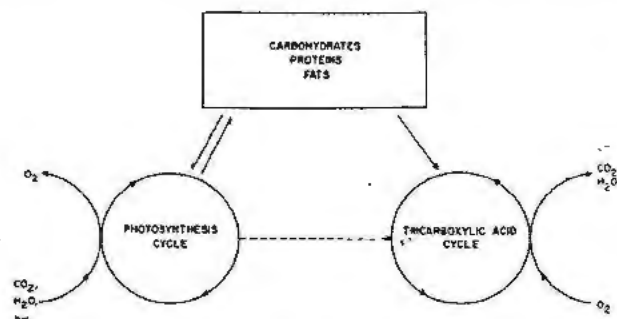 CARBOHYDRATES
PROTEINS
FATS
O2
CO2
H2O
PHOTOSYNTHESIS
CYCLE
TRICARBOXYLIC ACID
CYCLE
CO2,
H2O,
O2